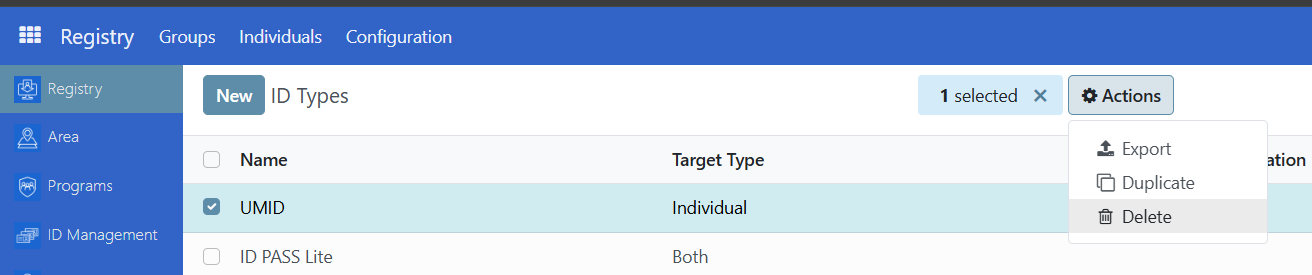 Registry Groups Individuals Configuration
Registry
Area
Programs
ID Management
New ID Types 1 selected Actions
Export
Duplicate
Delete
Name Target Type
UMID Individual
ID PASS Lite Both